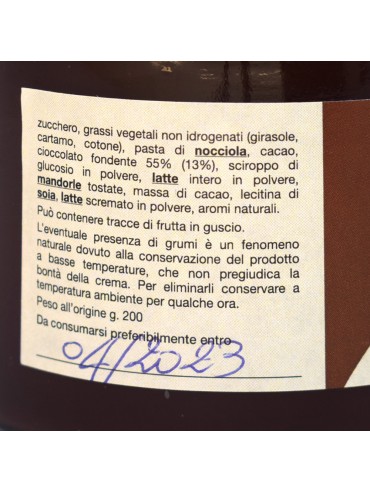 zucchero, grassi vegetali non idrogenati (girasole,
cartamo, cotone), pasta di nocciola, cacao,
cioccolato fondente 55% (13%), sciroppo di
glucosio in polvere, latte intero in polvere,
mandorle tostate, massa di cacao, lecitina di
soia, latte scremato in polvere, aromi naturali.
Può contenere tracce di frutta in guscio.
L'eventuale presenza di grumi è un fenomeno
naturale dovuto alla conservazione del prodotto
a basse temperature, che non pregiudica la
bontà della crema. Per eliminarli conservare a
temperatura ambiente per qualche ora.
Peso all'origine g. 200
Da consumarsi preferibilmente entro
04/2023